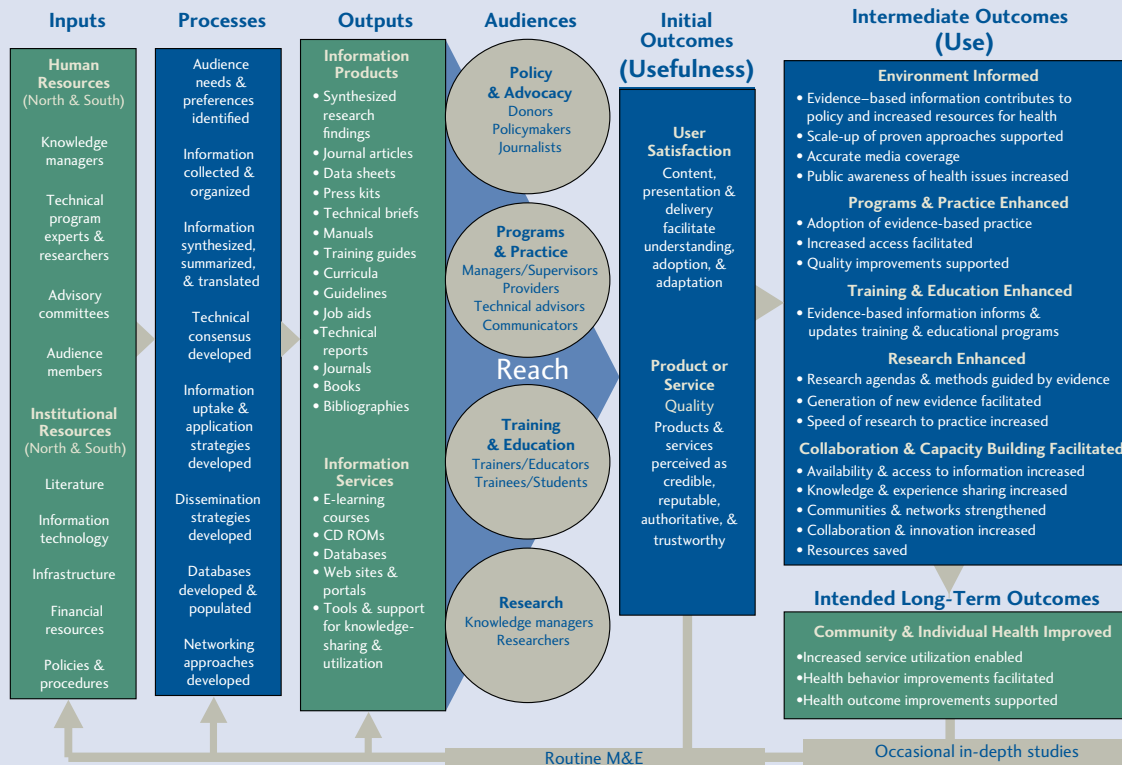 Inputs
Human
Resources
(North & South)
Knowledge
managers
Technical
program
experts &
researchers
Advisory
committees
Audience
members
Institutional
Resources
(North & South)
Literature
Information
technology
Infrastructure
Financial
resources
Policies &
procedures
Processes
Audience
needs &
preferences
identified
Information
collected &
organized
Information
synthesized,
summarized,
& translated
Technical
consensus
developed
Information
uptake &
application
strategies
developed
Dissemination
strategies
developed
Databases
developed &
populated
Networking
approaches
developed
Outputs
Information
Products
• Synthesized
research
findings
• Journal articles
• Data sheets
• Press kits
• Technical briefs
• Manuals
• Training guides
• Curricula
• Guidelines
• Job aids
•Technical
reports
• Journals
• Books
• Bibliographies
Information
Services
• E-learning
courses
• CD ROMs
• Databases
• Web sites &
portals
• Tools & support
for knowledge-
sharing &
utilization
Audiences
Policy
& Advocacy
Donors
Policymakers
Journalists
Programs
& Practice
Managers/Supervisors
Providers
Technical advisors
Communicators
Reach
Training
& Education
Trainers/Educators
Trainees/Students
Research
Knowledge managers
Researchers
Initial
Outcomes
(Usefulness)
User
Satisfaction
Content,
presentation &
delivery
facilitate
understanding,
adoption, &
adaptation
Product or
Service
Quality
Products &
services
perceived as
credible,
reputable,
authoritative, &
trustworthy
Intermediate Outcomes
(Use)
Environment Informed
• Evidence–based information contributes to
policy and increased resources for health
• Scale-up of proven approaches supported
• Accurate media coverage
• Public awareness of health issues increased
Programs & Practice Enhanced
• Adoption of evidence-based practice
• Increased access facilitated
• Quality improvements supported
Training & Education Enhanced
• Evidence-based information informs &
updates training & educational programs
Research Enhanced
• Research agendas & methods guided by evidence
• Generation of new evidence facilitated
• Speed of research to practice increased
Collaboration & Capacity Building Facilitated
• Availability & access to information increased
• Knowledge & experience sharing increased
• Communities & networks strengthened
• Collaboration & innovation increased
• Resources saved
Intended Long-Term Outcomes
Community & Individual Health Improved
•Increased service utilization enabled
•Health behavior improvements facilitated
•Health outcome improvements supported
Routine M&E
Occasional in-depth studies